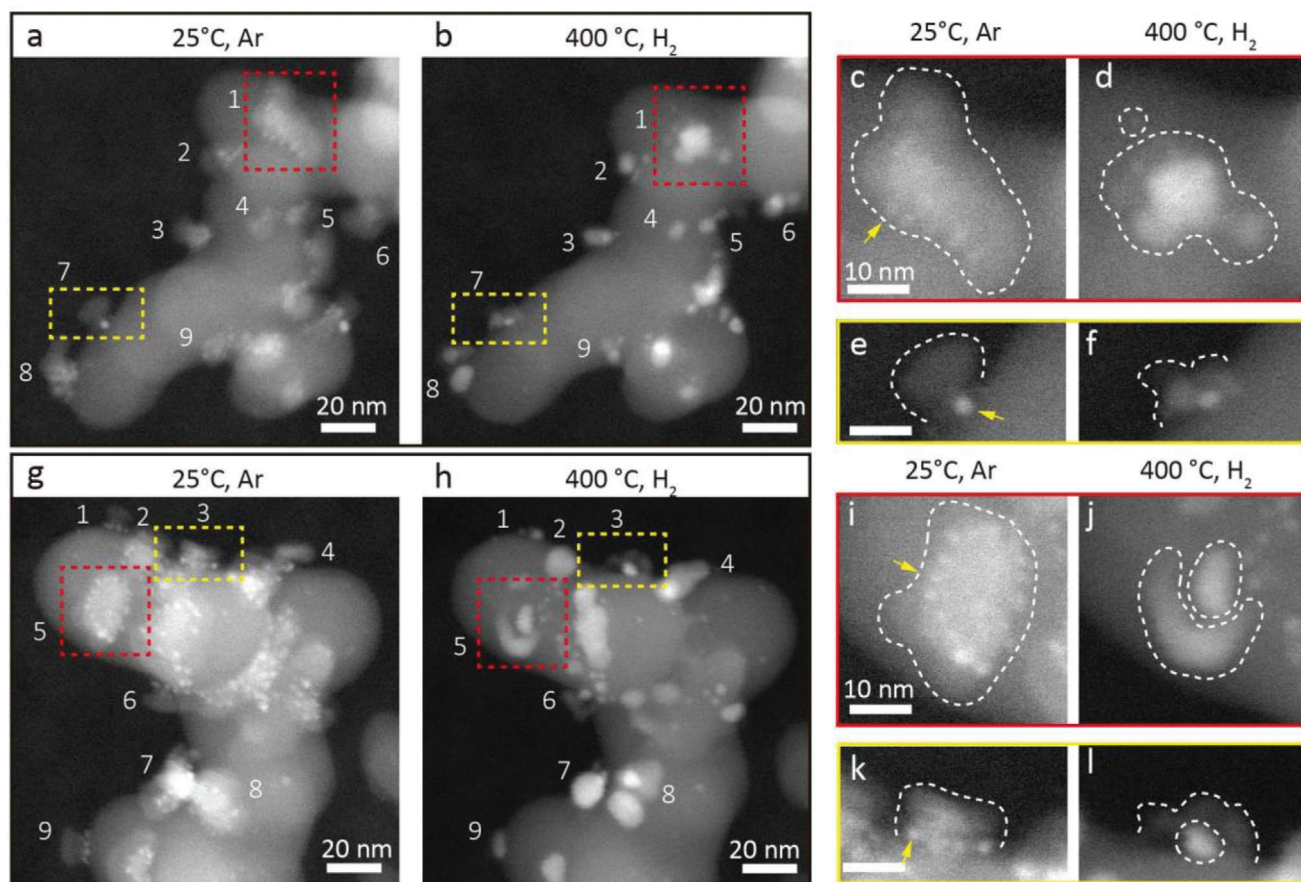 a 25°C, Ar
b 400 °C, H₂
1
2
3
4
5
6
7
8
9
20 nm
1
2
3
4
5
6
7
8
9
20 nm
25°C, Ar 400 °C, H₂
c d
10 nm
e f
g 25°C, Ar
h 400 °C, H₂
1 2 3
4
5
6
7
8
9
20 nm
1 2 3
4
5
6
7
8
9
20 nm
25°C, Ar 400 °C, H₂
i j
10 nm
k l